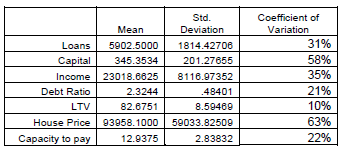 Mean Std. Deviation Coefficient of Variation
Loans 5902.5000 1814.42706 31%
Capital 345.3534 201.27655 58%
Income 23018.6625 8116.97352 35%
Debt Ratio 2.3244 .48401 21%
LTV 82.6751 8.59469 10%
House Price 93958.1000 59033.82509 63%
Capacity to pay 12.9375 2.83832 22%